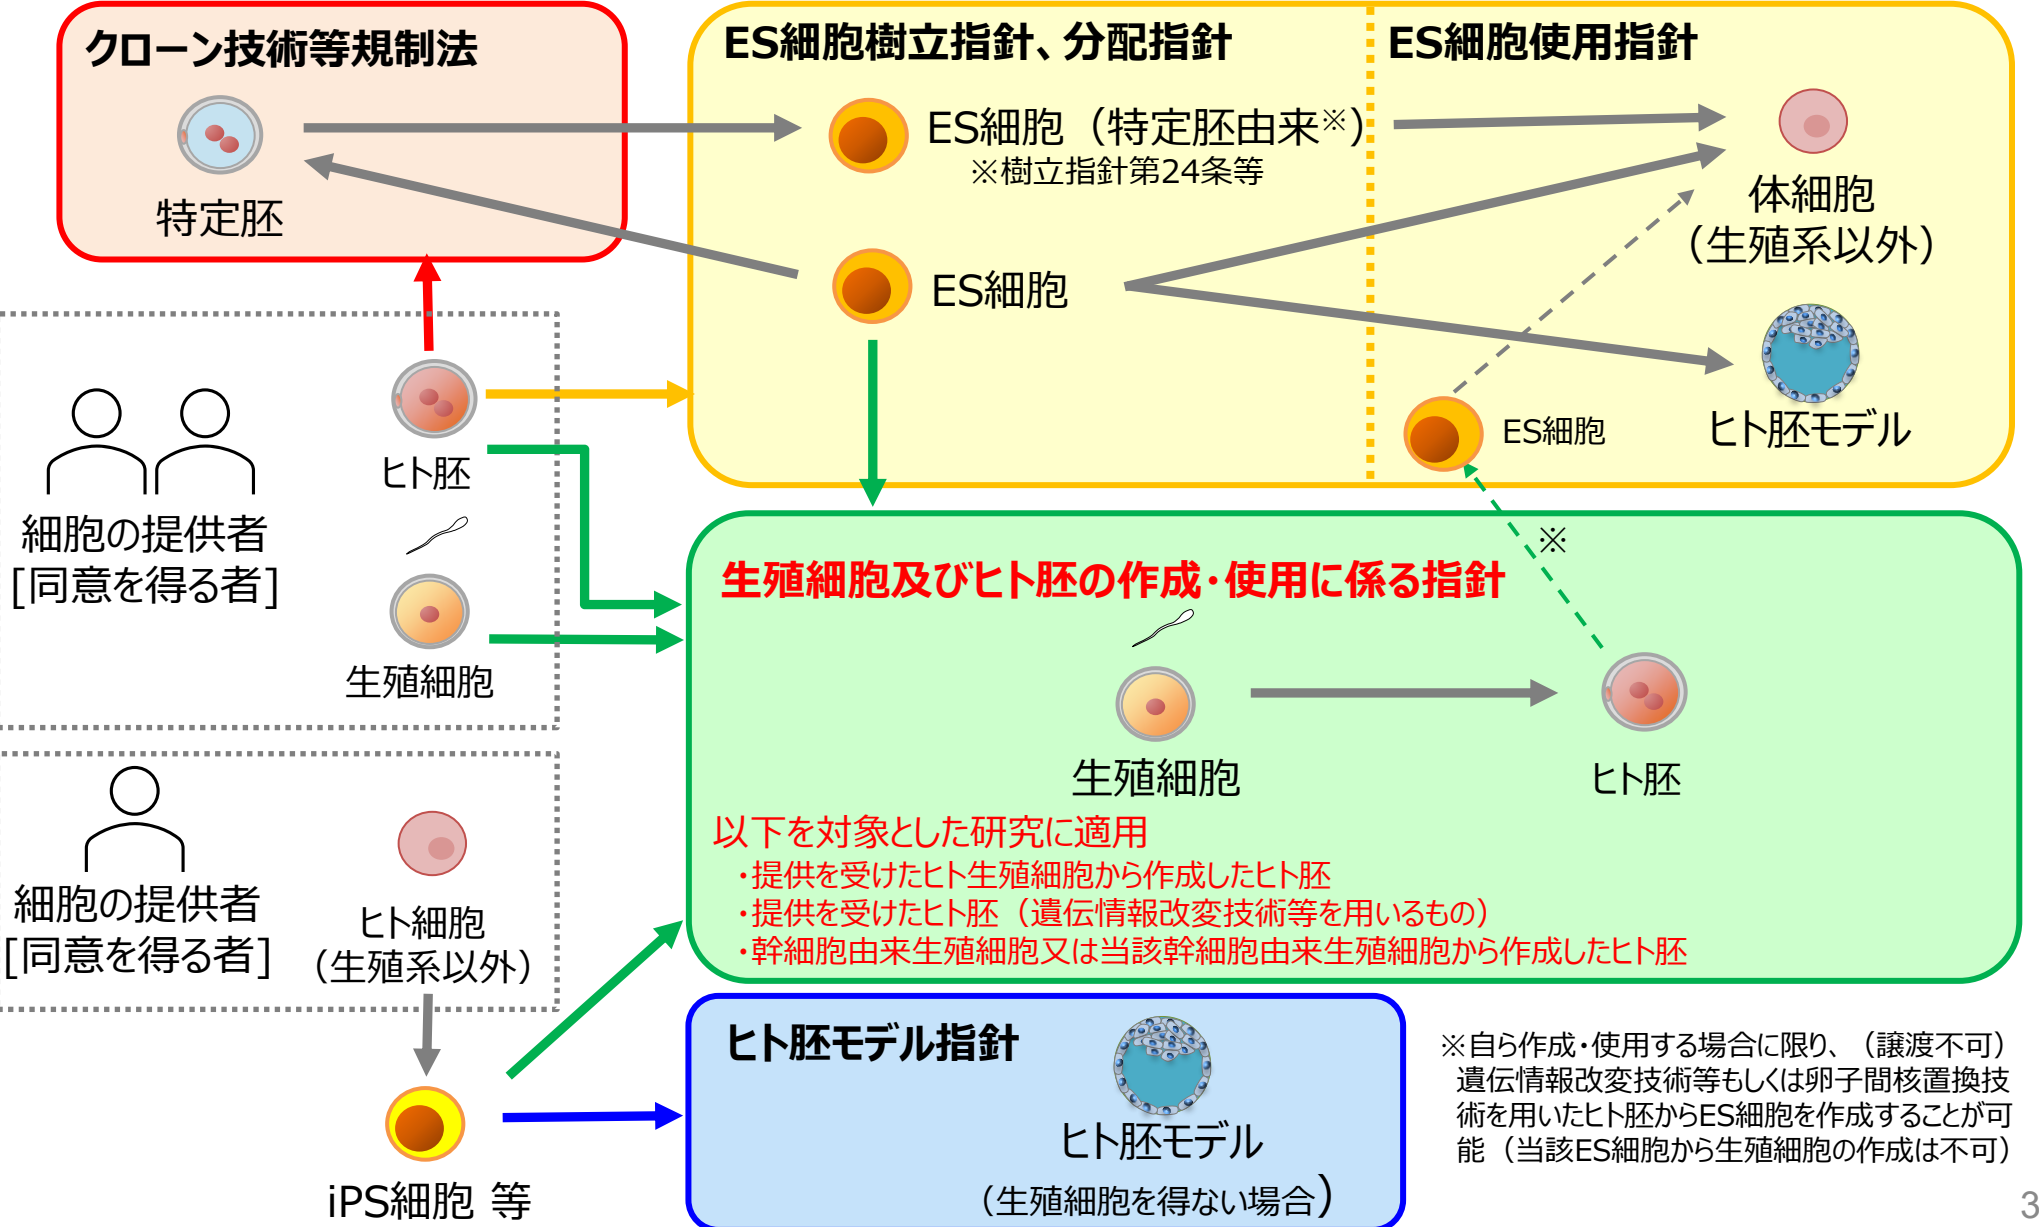 クローン技術等規制法
特定胚
ES細胞樹立指針、分配指針
ES細胞（特定胚由来※）
※樹立指針第24条等
ES細胞
ES細胞使用指針
体細胞
（生殖系以外）
ES細胞
ヒト胚モデル
細胞の提供者
[同意を得る者]
ヒト胚
生殖細胞
細胞の提供者
[同意を得る者]
ヒト細胞
（生殖系以外）
iPS細胞 等
※
生殖細胞及びヒト胚の作成・使用に係る指針
生殖細胞
ヒト胚
以下を対象とした研究に適用
・提供を受けたヒト生殖細胞から作成したヒト胚
・提供を受けたヒト胚（遺伝情報改変技術等を用いるもの）
・幹細胞由来生殖細胞又は当該幹細胞由来生殖細胞から作成したヒト胚
ヒト胚モデル指針
ヒト胚モデル
（生殖細胞を得ない場合）
※自ら作成・使用する場合に限り、（譲渡不可）
遺伝情報改変技術等もしくは卵子間核置換技
術を用いたヒト胚からES細胞を作成することが可
能（当該ES細胞から生殖細胞の作成は不可）
3